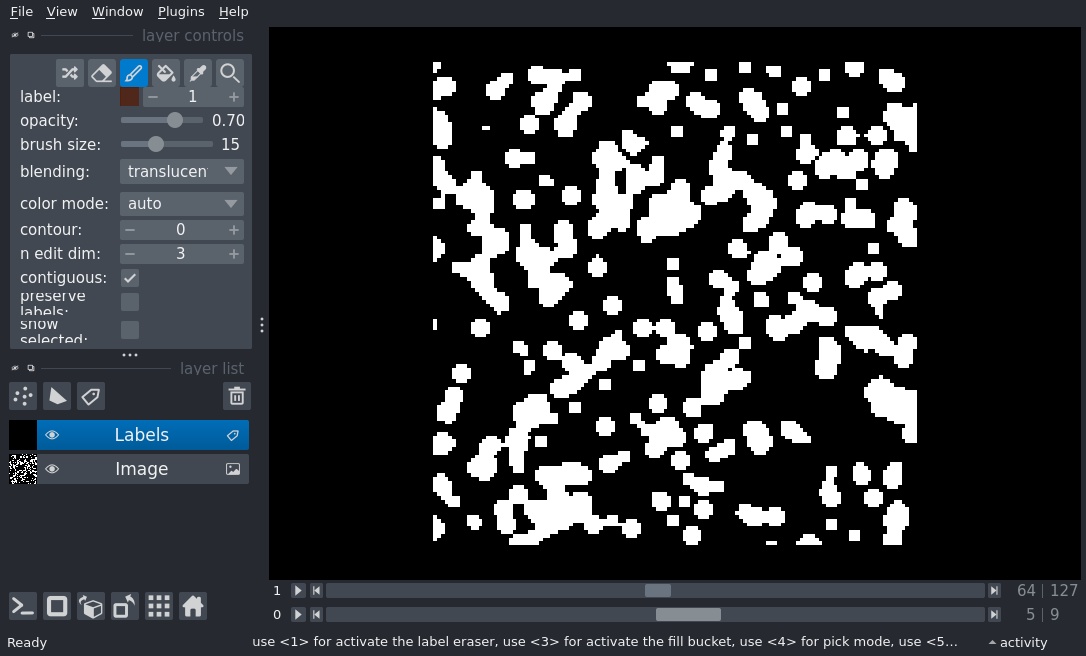 File View Window Plugins Help
layer controls
label: 1
opacity: 0.70
brush size: 15
blending: translucen
color mode: auto
contour: 0
n edit dim: 3
contiguous:
preserve
labels:
show
selected:
layer list
Labels
Image
1 64 | 127
0 5 | 9
Ready use <1> for activate the label eraser, use <3> for activate the fill bucket, use <4> for pick mode, use <5... activity